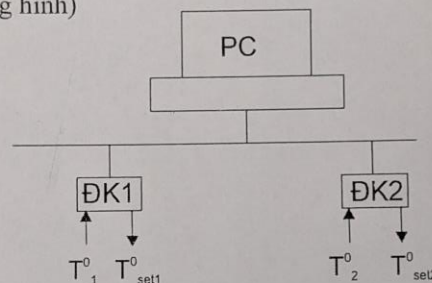 g hình)
PC
ĐK1 ĐK2
T⁰₁ T⁰set1 T⁰₂ T⁰set2